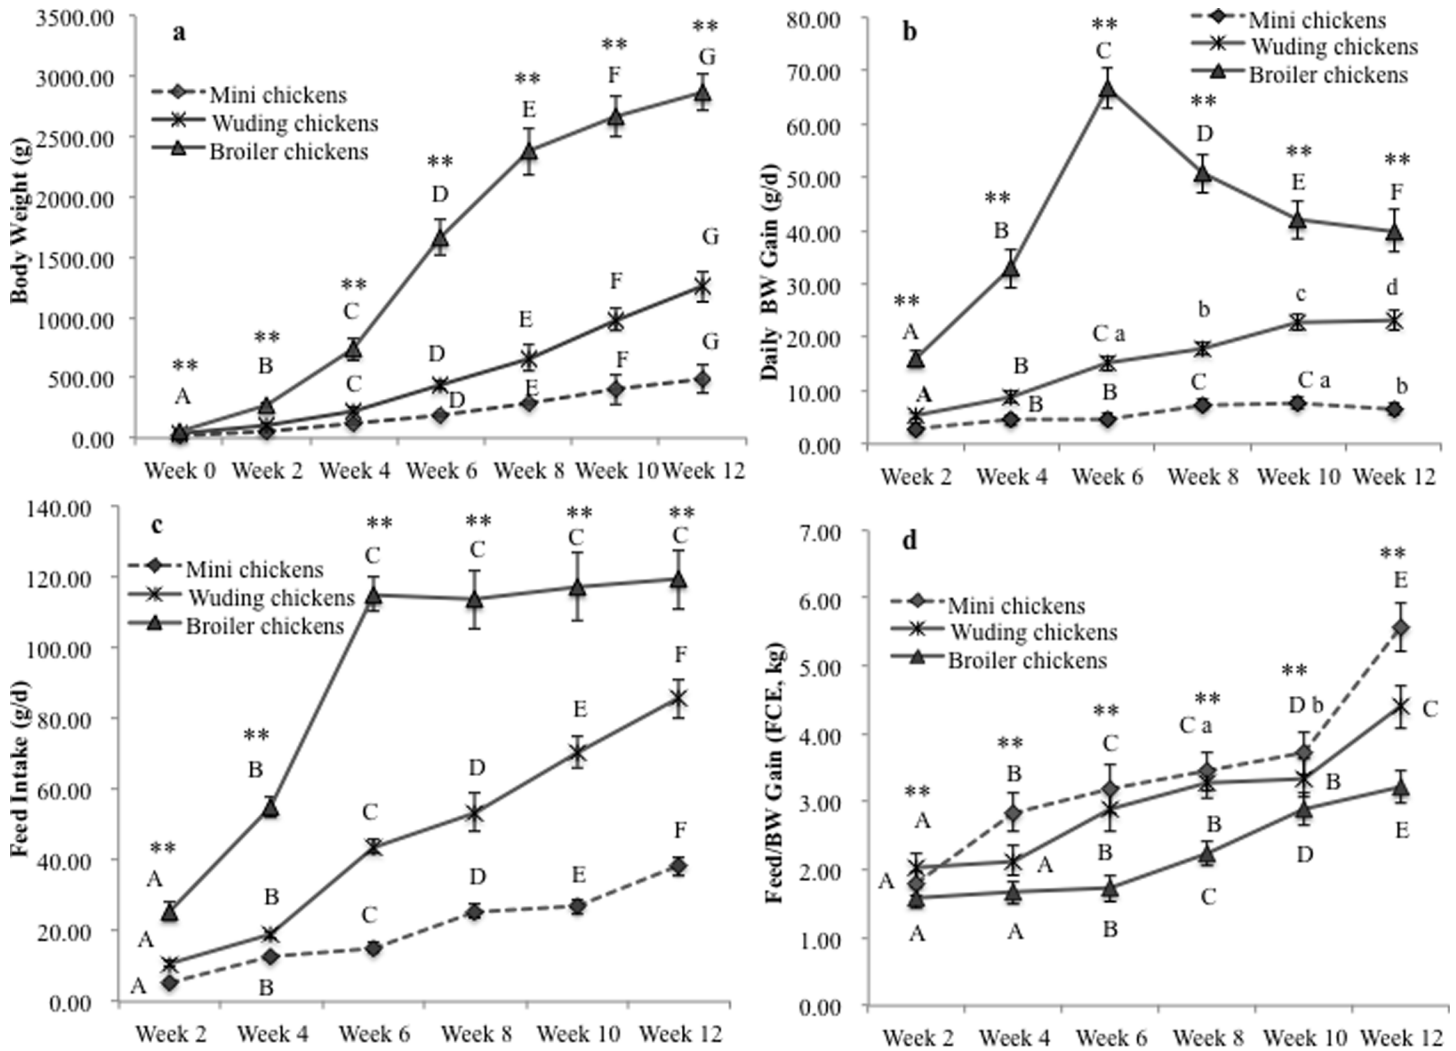 a
3500.00
3000.00
2500.00
2000.00
1500.00
1000.00
500.00
0.00
Body Weight (g)
Mini chickens
Wuding chickens
Broiler chickens
** ** ** ** ** ** **
A B C D E F G
C D E F G
D E F G
Week 0 Week 2 Week 4 Week 6 Week 8 Week 10 Week 12
b
80.00
70.00
60.00
50.00
40.00
30.00
20.00
10.00
0.00
Daily BW Gain (g/d)
Mini chickens
Wuding chickens
Broiler chickens
** ** ** ** ** **
A B C D E F
A B C a b c d
B B C C a b
Week 2 Week 4 Week 6 Week 8 Week 10 Week 12
c
140.00
120.00
100.00
80.00
60.00
40.00
20.00
0.00
Feed Intake (g/d)
Mini chickens
Wuding chickens
Broiler chickens
** ** ** ** ** **
A B C C C C
A B C D E F
A B C D E F
Week 2 Week 4 Week 6 Week 8 Week 10 Week 12
d
7.00
6.00
5.00
4.00
3.00
2.00
1.00
0.00
Feed/BW Gain (FCE, kg)
Mini chickens
Wuding chickens
Broiler chickens
** ** ** ** ** **
A B C C a D b E
A A B B B C
A A B C D E
Week 2 Week 4 Week 6 Week 8 Week 10 Week 12